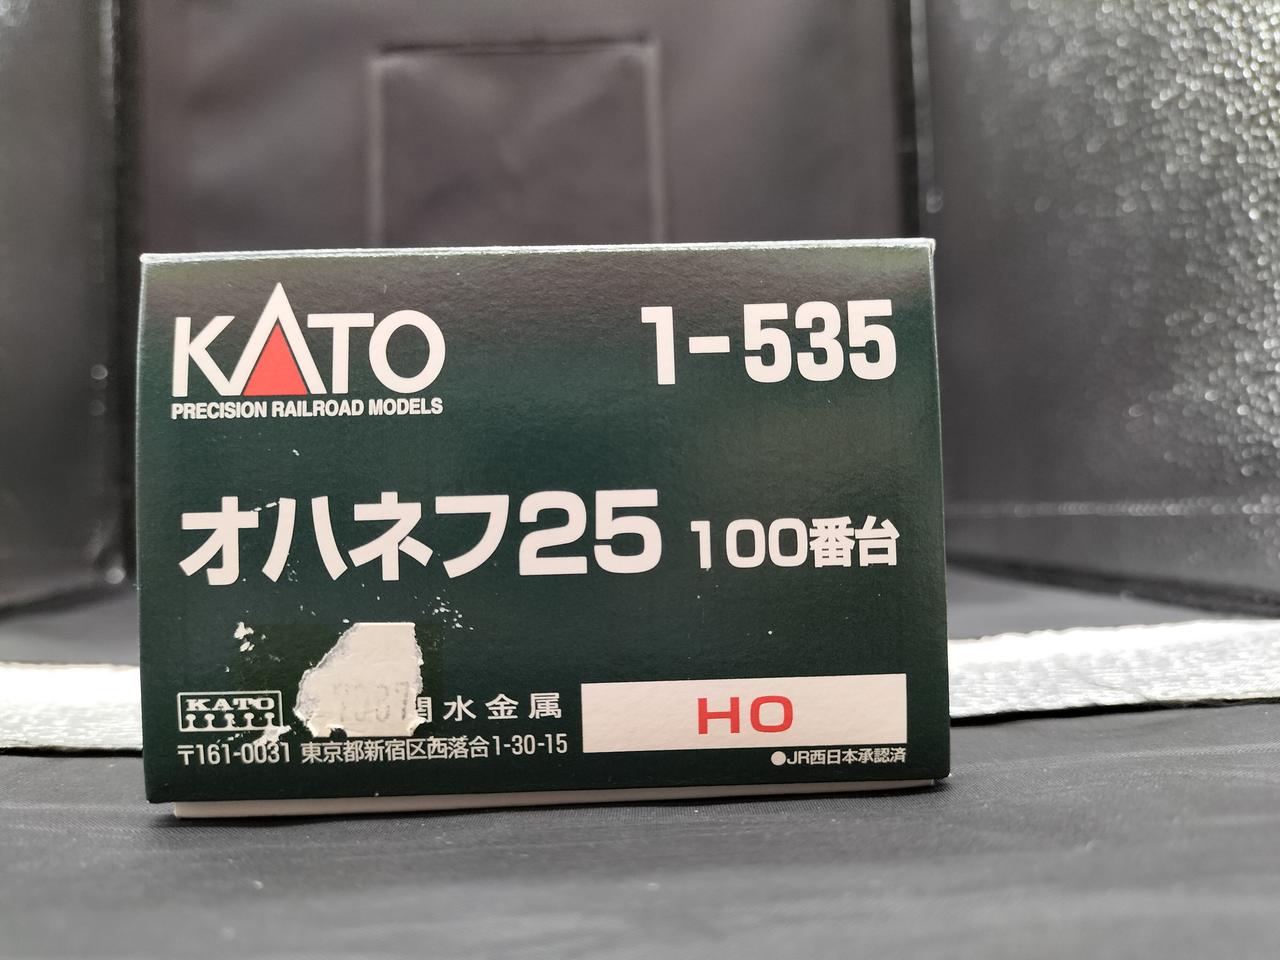 KATO
PRECISION RAILROAD MODELS
1-535
オハネフ25 100番台
KATO
水金属
〒161-0031 東京都新宿区西落合1-30-15
HO
●JR西日本承認済